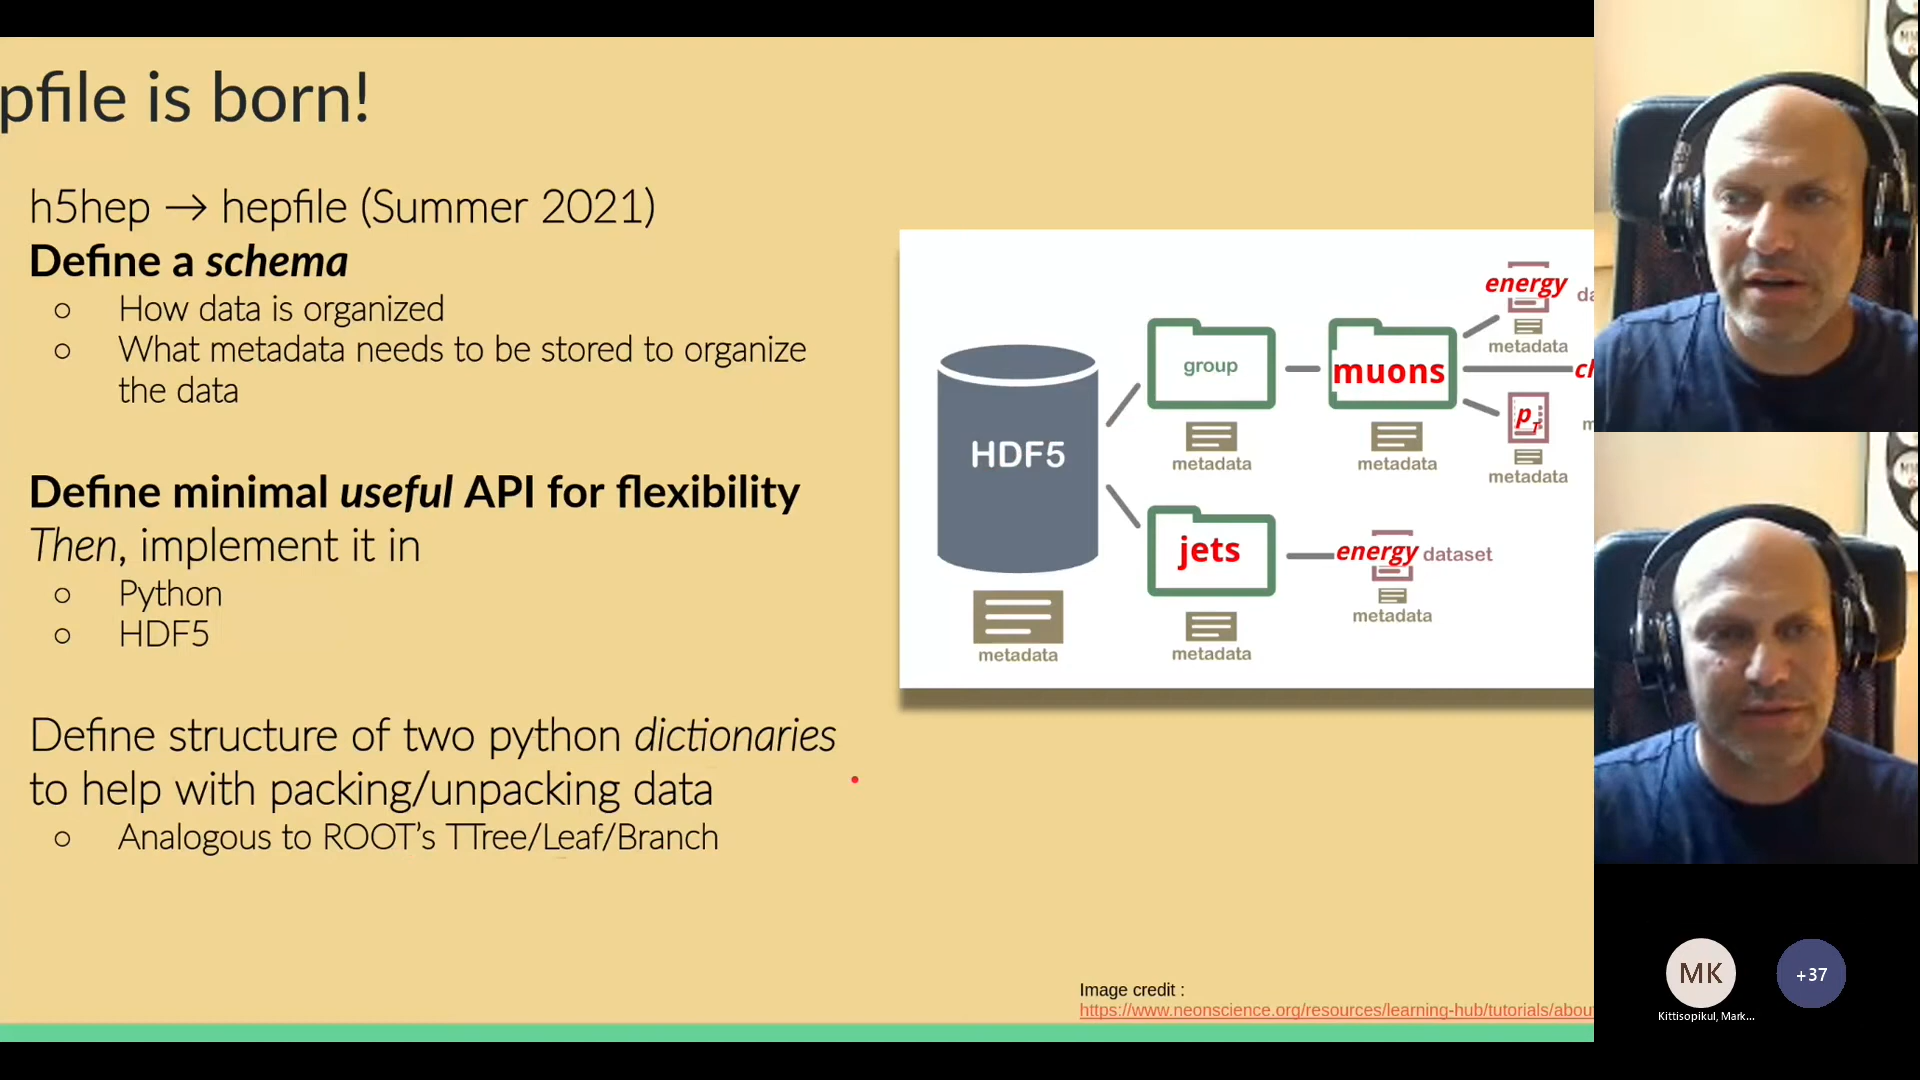 pfile is born!
h5hep → hepfile (Summer 2021)
Define a schema
○ How data is organized
○ What metadata needs to be stored to organize
the data
Define minimal useful API for flexibility
Then, implement it in
○ Python
○ HDF5
Define structure of two python dictionaries
to help with packing/unpacking data
○ Analogous to ROOT's TTree/Leaf/Branch
HDF5
metadata
group
metadata
muons
metadata
energy
metadata
pT
metadata
jets
metadata
energy dataset
metadata
Image credit :
https://www.neonscience.org/resources/learning-hub/tutorials/abou
MK
+37
Kittisopikul, Mark...